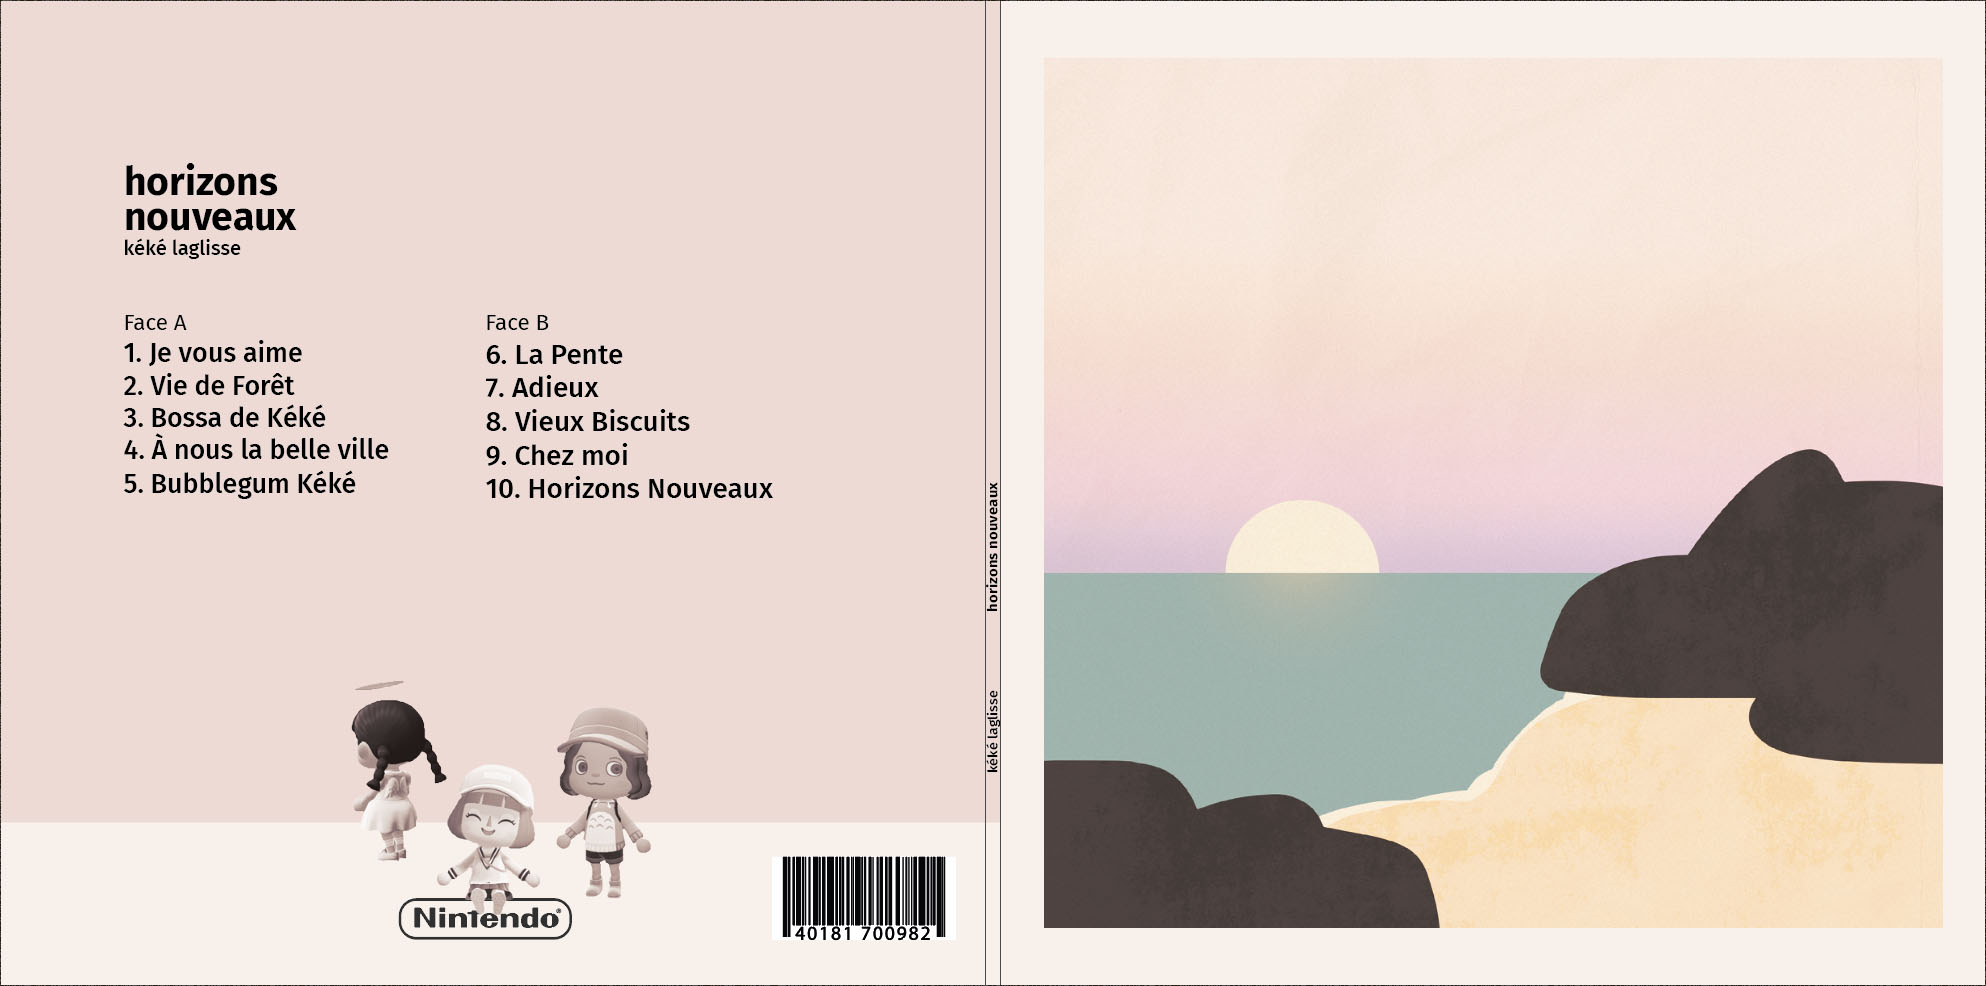 horizons
nouveaux
kéké laglisse
Face A
1. Je vous aime
2. Vie de Forêt
3. Bossa de Kéké
4. À nous la belle ville
5. Bubblegum Kéké
Face B
6. La Pente
7. Adieux
8. Vieux Biscuits
9. Chez moi
10. Horizons Nouveaux
Nintendo®
40181 700982
horizons nouveaux
kéké laglisse